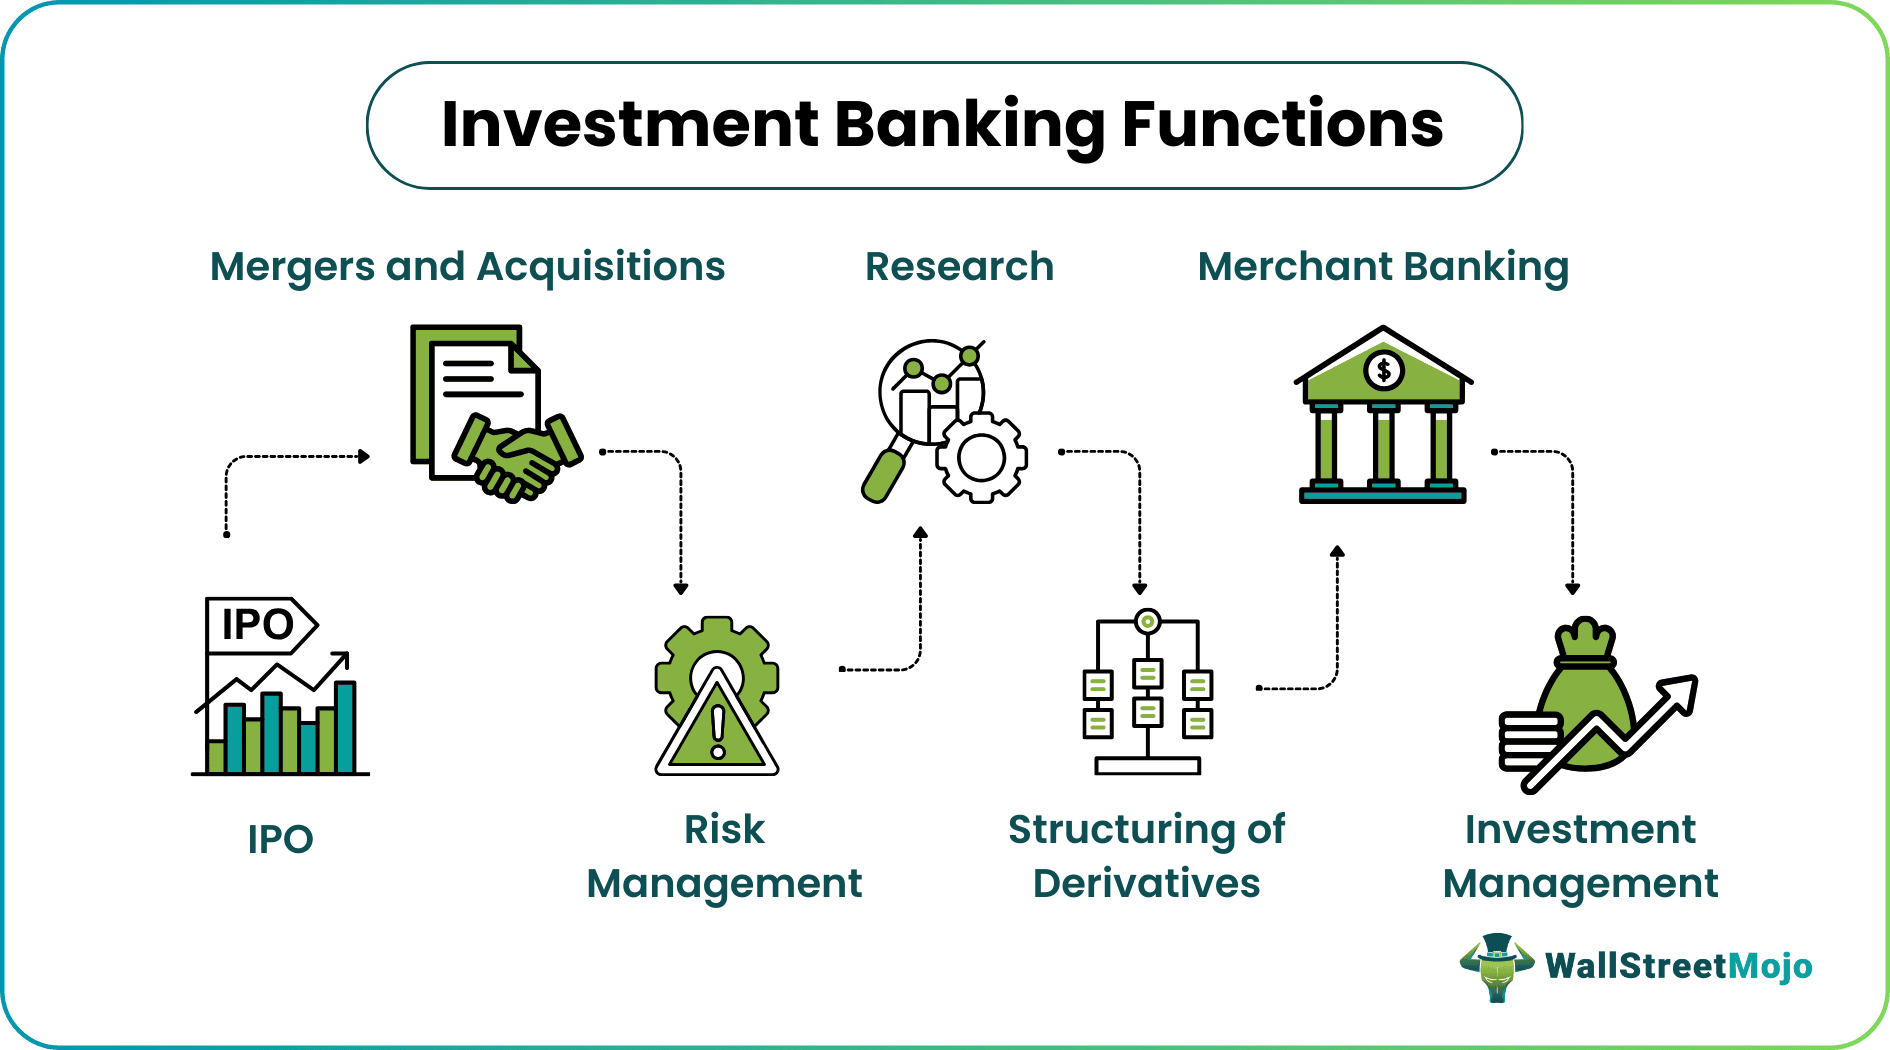 Investment Banking Functions
Mergers and Acquisitions
Research
Merchant Banking
$
IPO
IPO
Risk
Management
Structuring of
Derivatives
Investment
Management
WallStreetMojo